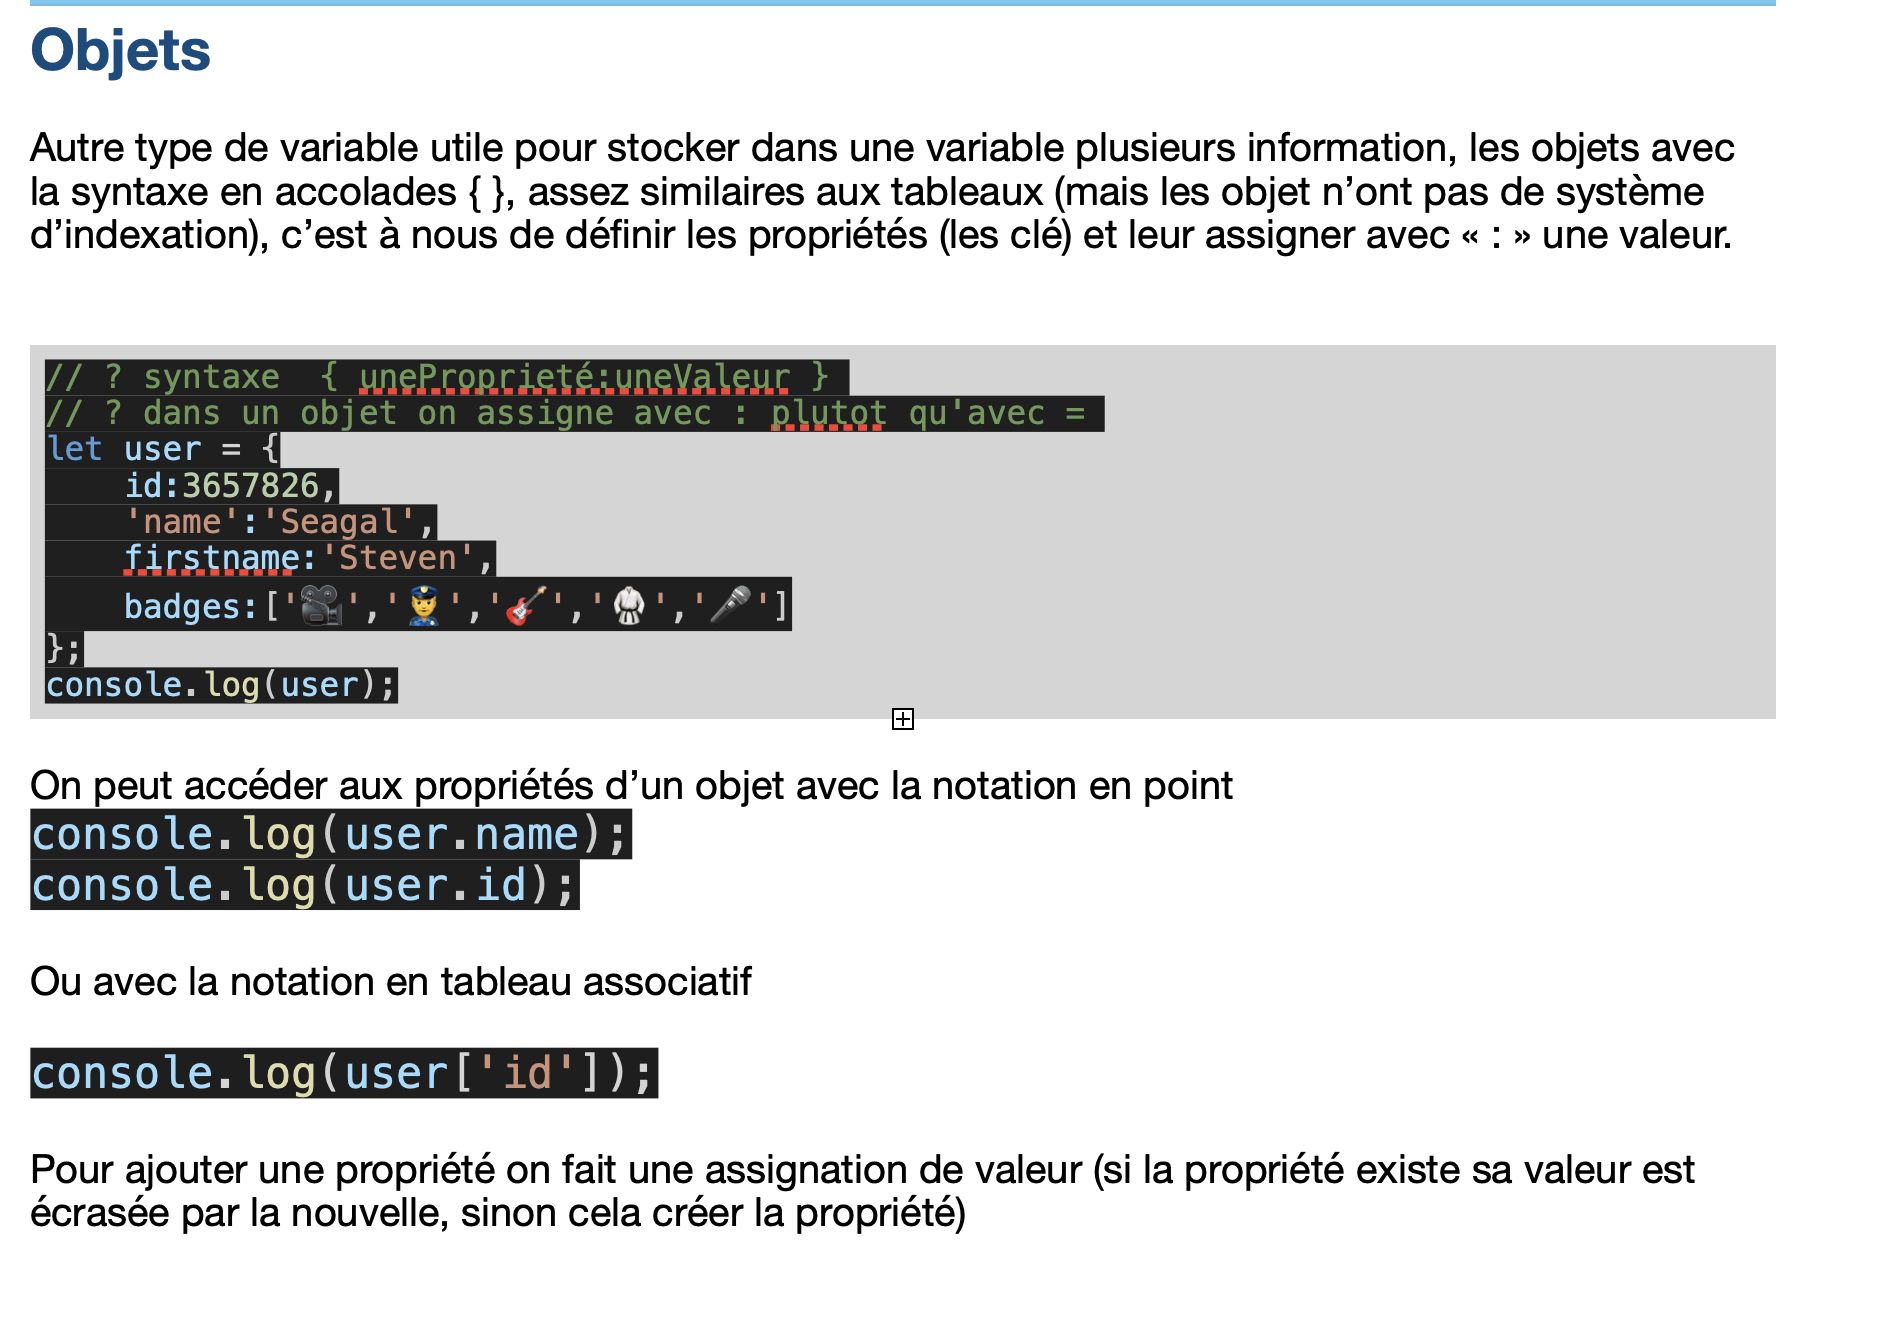 Objets
Autre type de variable utile pour stocker dans une variable plusieurs information, les objets avec
la syntaxe en accolades { }, assez similaires aux tableaux (mais les objet n’ont pas de système
d’indexation), c’est à nous de définir les propriétés (les clé) et leur assigner avec « : » une valeur.
// ? syntaxe  { unePropriété:uneValeur }
// ? dans un objet on assigne avec : plutot qu'avec =
let user = {
    id:3657826,
    'name':'Seagal',
    firstname:'Steven',
    badges:['🎥','👮','🎸','🥋','🎤']
};
console.log(user);
On peut accéder aux propriétés d’un objet avec la notation en point
console.log(user.name);
console.log(user.id);
Ou avec la notation en tableau associatif
console.log(user['id']);
Pour ajouter une propriété on fait une assignation de valeur (si la propriété existe sa valeur est
écrasée par la nouvelle, sinon cela créer la propriété)